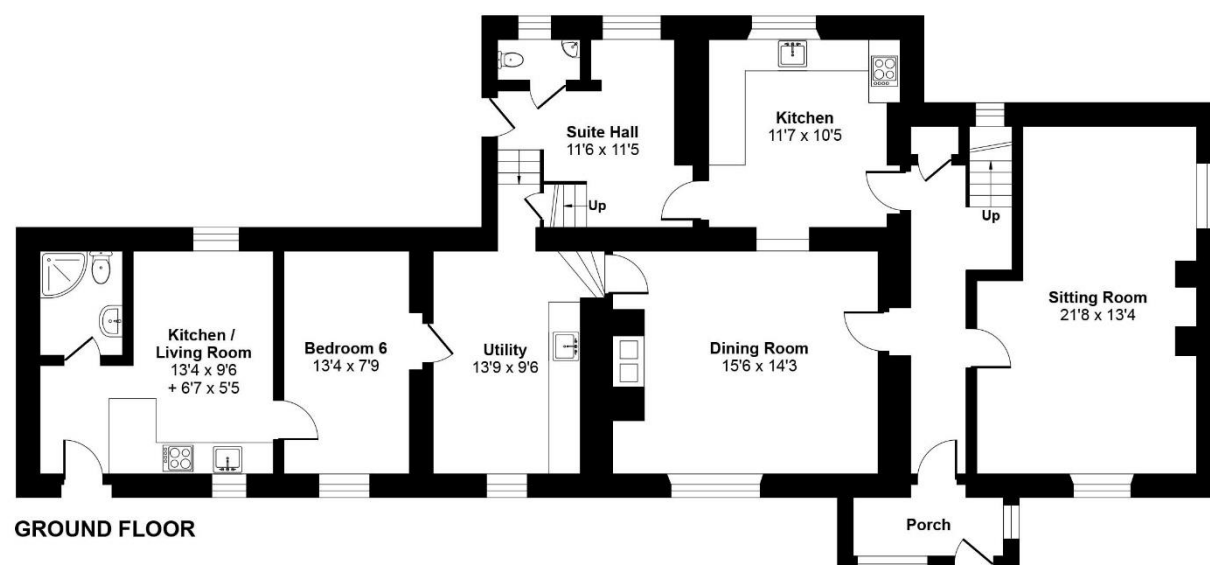 Suite Hall
11'6 x 11'5
Up
Kitchen
11'7 x 10'5
Up
Kitchen /
Living Room
13'4 x 9'6
+ 6'7 x 5'5
Bedroom 6
13'4 x 7'9
Utility
13'9 x 9'6
Dining Room
15'6 x 14'3
Sitting Room
21'8 x 13'4
GROUND FLOOR
Porch